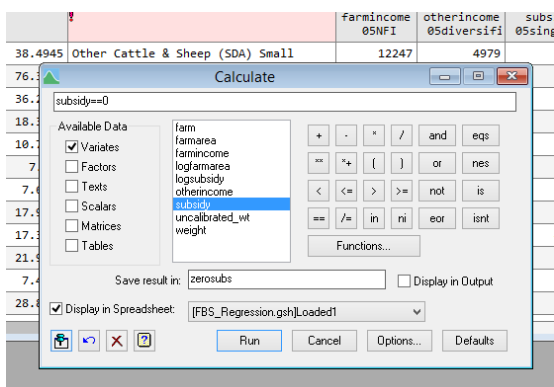 farmincome otherincome subs
05NFI 05diversifi 05sing
38.4945 Other Cattle & Sheep (SDA) Small 12247 4979
76.3
Calculate
36.2
subsidy==0
18.3
Available Data
farm
farmarea
+ - * / and eqs
10.7
Variates
farmincome
logfarmarea
** *+ ( ) or nes
7.
Factors
logsubsidy
7.6
Texts
otherincome
subsidy
< <= > >= not is
17.9
Scalars
uncalibrated_wt
== /= in ni eor isnt
17.3
Matrices
weight
21.9
Tables
Functions...
7.4
Save result in: zerosubs Display in Output
28.8
Display in Spreadsheet: [FBS_Regression.gsh]Loaded1
Run Cancel Options... Defaults